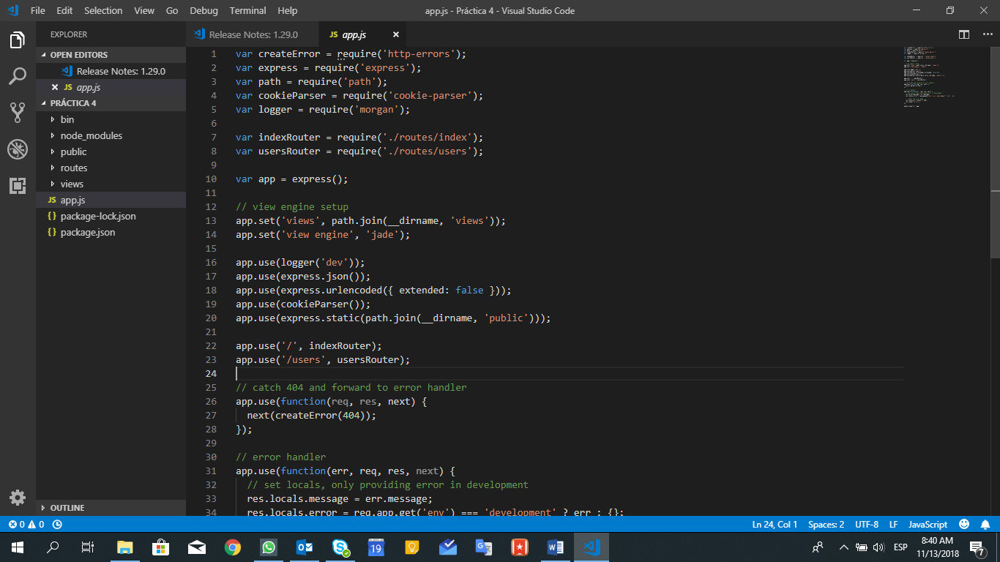 File Edit Selection View Go Debug Terminal Help
app.js - Práctica 4 - Visual Studio Code
EXPLORER
OPEN EDITORS
Release Notes: 1.29.0
JS app.js
PRÁCTICA 4
bin
node_modules
public
routes
views
JS app.js
{} package-lock.json
{} package.json
OUTLINE
Release Notes: 1.29.0
JS app.js
1 var createError = require('http-errors');
2 var express = require('express');
3 var path = require('path');
4 var cookieParser = require('cookie-parser');
5 var logger = require('morgan');
6
7 var indexRouter = require('./routes/index');
8 var usersRouter = require('./routes/users');
9
10 var app = express();
11
12 // view engine setup
13 app.set('views', path.join(__dirname, 'views'));
14 app.set('view engine', 'jade');
15
16 app.use(logger('dev'));
17 app.use(express.json());
18 app.use(express.urlencoded({ extended: false }));
19 app.use(cookieParser());
20 app.use(express.static(path.join(__dirname, 'public')));
21
22 app.use('/', indexRouter);
23 app.use('/users', usersRouter);
24
25 // catch 404 and forward to error handler
26 app.use(function(req, res, next) {
27 next(createError(404));
28 });
29
30 // error handler
31 app.use(function(err, req, res, next) {
32 // set locals, only providing error in development
33 res.locals.message = err.message;
34 res.locals.error = req.app.get('env') === 'development' ? err : {};
0 0
Ln 24, Col 1 Spaces: 2 UTF-8 LF JavaScript
19
ESP
8:40 AM
11/13/2018
7